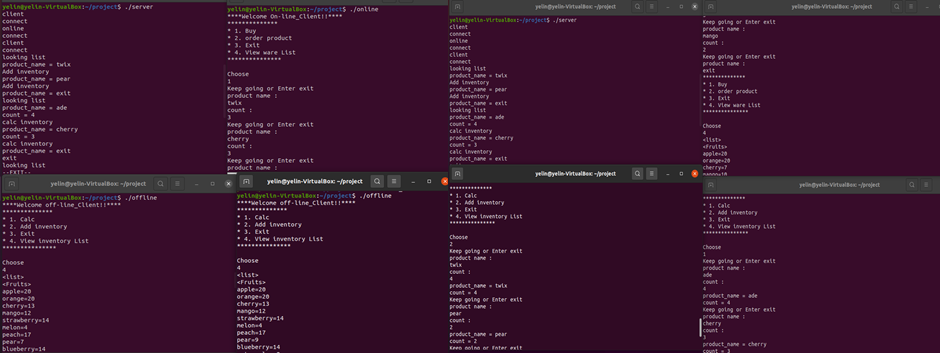 yelin@yelin-VirtualBox:~/project$ ./server
client
connect
online
connect
client
connect
looking list
product_name = twix
Add inventory
product_name = pear
Add inventory
product_name = exit
looking list
product_name = ade
count = 4
calc inventory
product_name = cherry
count = 3
calc inventory
product_name = exit
exit
looking list
--EXIT--
yelin@yelin-VirtualBox:~/project$ ./online
****Welcome On-line_Client!!****
**************
* 1. Buy
* 2. order product
* 3. Exit
* 4. View ware List
***************
Choose
1
Keep going or Enter exit
product name :
twix
count :
3
Keep going or Enter exit
product name :
cherry
count :
3
Keep going or Enter exit
product name :
yelin@yelin-VirtualBox: ~/project
yelin@yelin-VirtualBox:~/project$ ./server
client
connect
online
connect
client
connect
looking list
product_name = twix
Add inventory
product_name = pear
Add inventory
product_name = exit
looking list
product_name = ade
count = 4
calc inventory
product_name = cherry
count = 3
calc inventory
product_name = exit
yelin@yelin-VirtualBox: ~/project
Keep going or Enter exit
mango
count :
2
Keep going or Enter exit
product name :
exit
**************
* 1. Buy
* 2. order product
* 3. Exit
* 4. View ware List
***************
Choose
4
<list>
<Fruits>
apple=20
orange=20
cherry=7
mango=10
yelin@yelin-VirtualBox: ~/project
yelin@yelin-VirtualBox:~/project$ ./offline
****Welcome off-line_Client!!****
**************
* 1. Calc
* 2. Add inventory
* 3. Exit
* 4. View inventory List
***************
Choose
4
<list>
<Fruits>
apple=20
orange=20
cherry=13
mango=12
strawberry=14
melon=4
peach=17
pear=7
blueberry=14
yelin@yelin-VirtualBox: ~/project
yelin@yelin-VirtualBox:~/project$ ./offline
****Welcome off-line_Client!!****
**************
* 1. Calc
* 2. Add inventory
* 3. Exit
* 4. View inventory List
***************
Choose
4
<list>
<Fruits>
apple=20
orange=20
cherry=13
mango=12
strawberry=14
melon=4
peach=17
pear=9
blueberry=14
yelin@yelin-VirtualBox: ~/project
**************
* 1. Calc
* 2. Add inventory
* 3. Exit
* 4. View inventory List
***************
Choose
2
Keep going or Enter exit
product name :
twix
count :
4
product_name = twix
count = 4
Keep going or Enter exit
product name :
pear
count :
2
product_name = pear
count = 2
Keep going or Enter exit
yelin@yelin-VirtualBox: ~/project
**************
* 1. Calc
* 2. Add inventory
* 3. Exit
* 4. View inventory List
***************
Choose
1
Keep going or Enter exit
product name :
ade
count :
4
product_name = ade
count = 4
Keep going or Enter exit
product name :
cherry
count :
3
product_name = cherry
count = 3